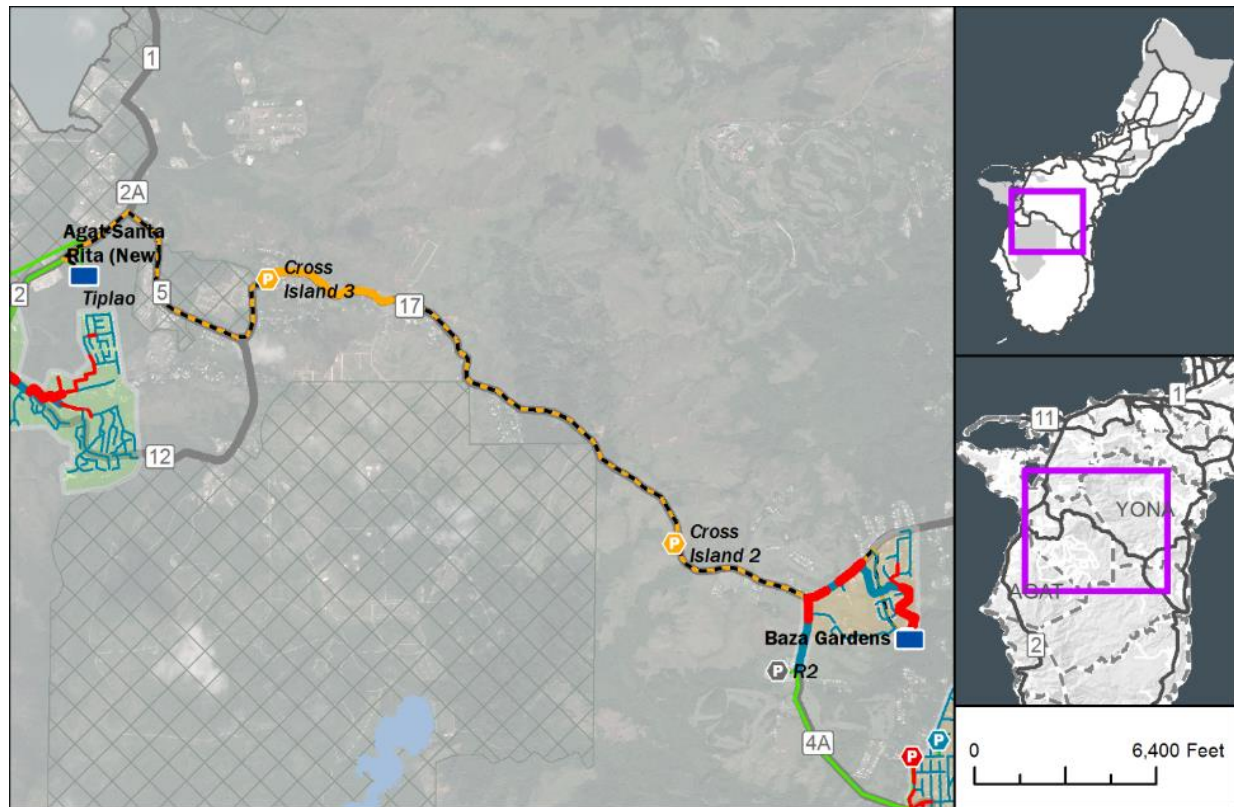 1
2A
Agat-Santa
Rita (New)
2
Tiplao
5
P
Cross
Island 3
17
12
P
Cross
Island 2
Baza Gardens
P
R2
4A
P
P
1
11
YONA
AGAT
2
0
6,400 Feet